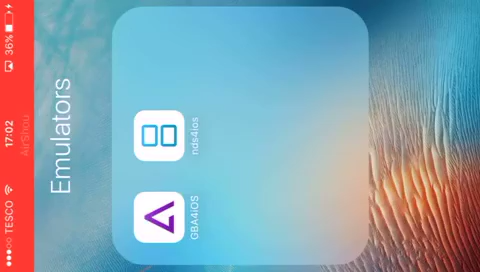 ●●●○○ TESCO 17:02 36%
AirShou
Emulators
GBA4iOS nds4ios